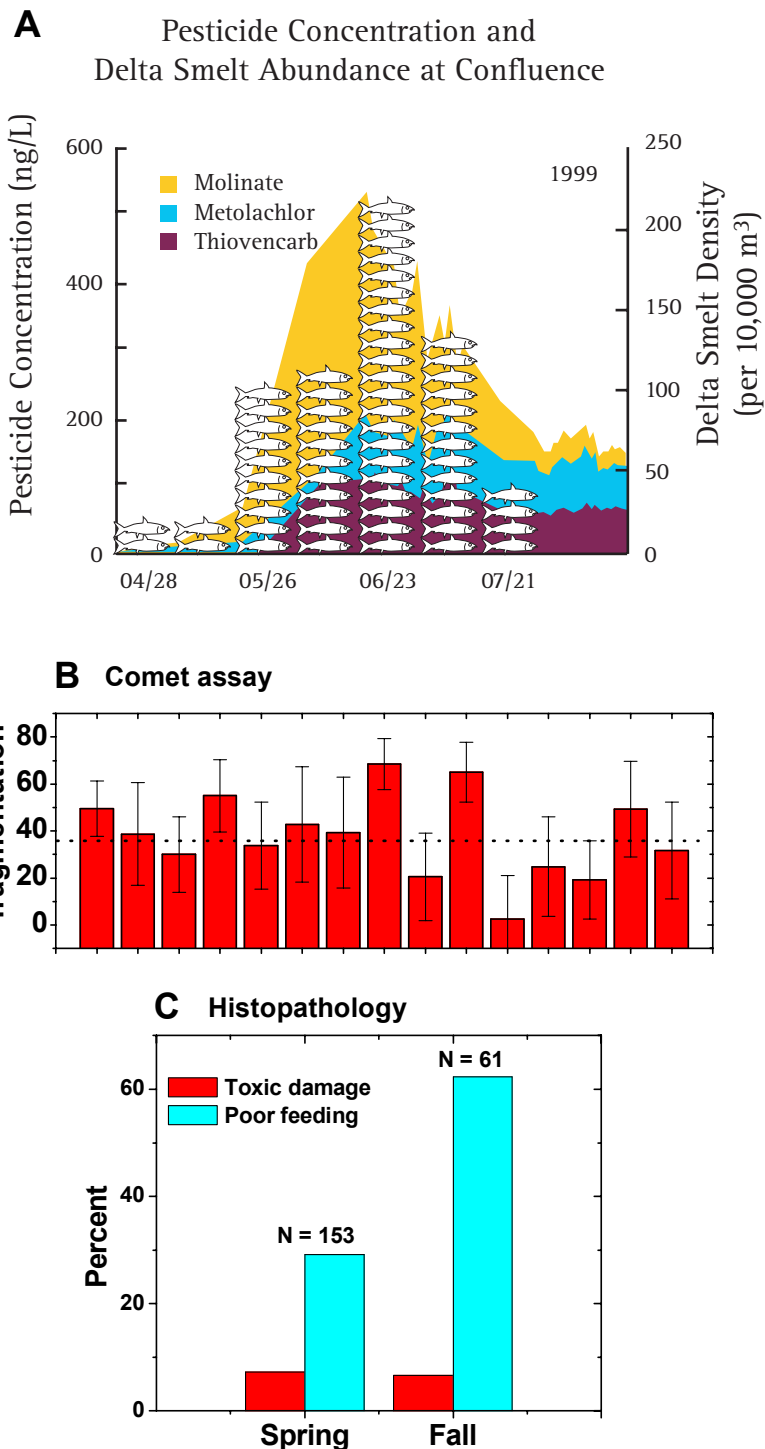 A
Pesticide Concentration and
Delta Smelt Abundance at Confluence
Pesticide Concentration (ng/L)
600
400
200
0
Molinate
Metolachlor
Thiovencarb
1999
250
200
150
100
50
0
Delta Smelt Density
(per 10,000 m³)
04/28 05/26 06/23 07/21
B Comet assay
fragmentation
80
60
40
20
0
C Histopathology
Toxic damage
Poor feeding
N = 61
N = 153
Percent
60
40
20
0
Spring Fall